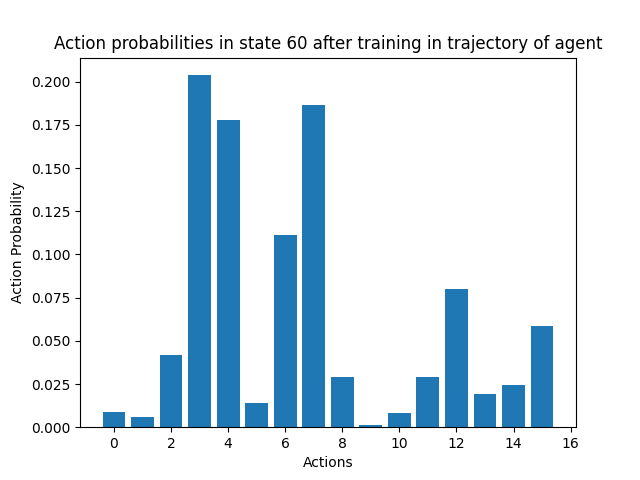 Action probabilities in state 60 after training in trajectory of agent
0.200
0.175
0.150
0.125
0.100
0.075
0.050
0.025
0.000
Action Probability
0 2 4 6 8 10 12 14 16
Actions